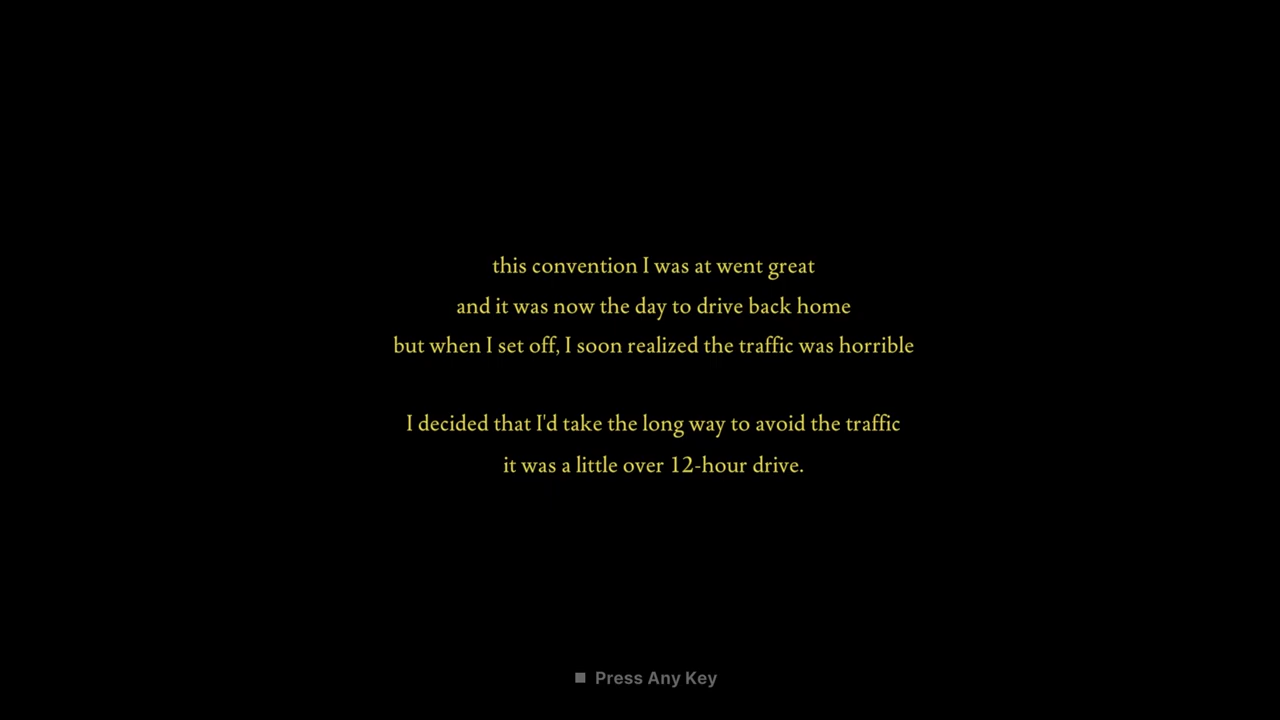 this convention I was at went great
and it was now the day to drive back home
but when I set off, I soon realized the traffic was horrible
I decided that I'd take the long way to avoid the traffic
it was a little over 12-hour drive.
Press Any Key